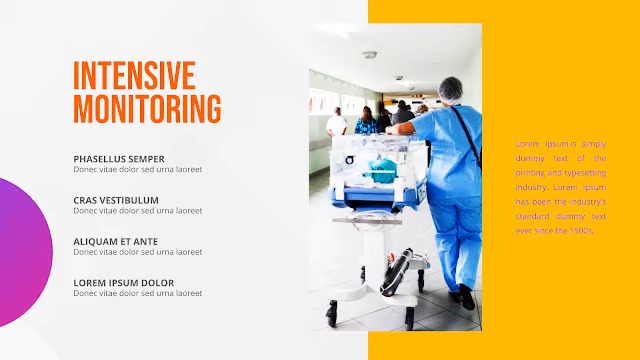 INTENSIVE
MONITORING
PHASELLUS SEMPER
Donec vitae dolor sed urna laoreet
CRAS VESTIBULUM
Donec vitae dolor sed urna laoreet
ALIQUAM ET ANTE
Donec vitae dolor sed urna laoreet
LOREM IPSUM DOLOR
Donec vitae dolor sed urna laoreet
Lorem Ipsum is simply
dummy text of the
printing and typesetting
industry. Lorem Ipsum
has been the industry's
standard dummy text
ever since the 1500s,